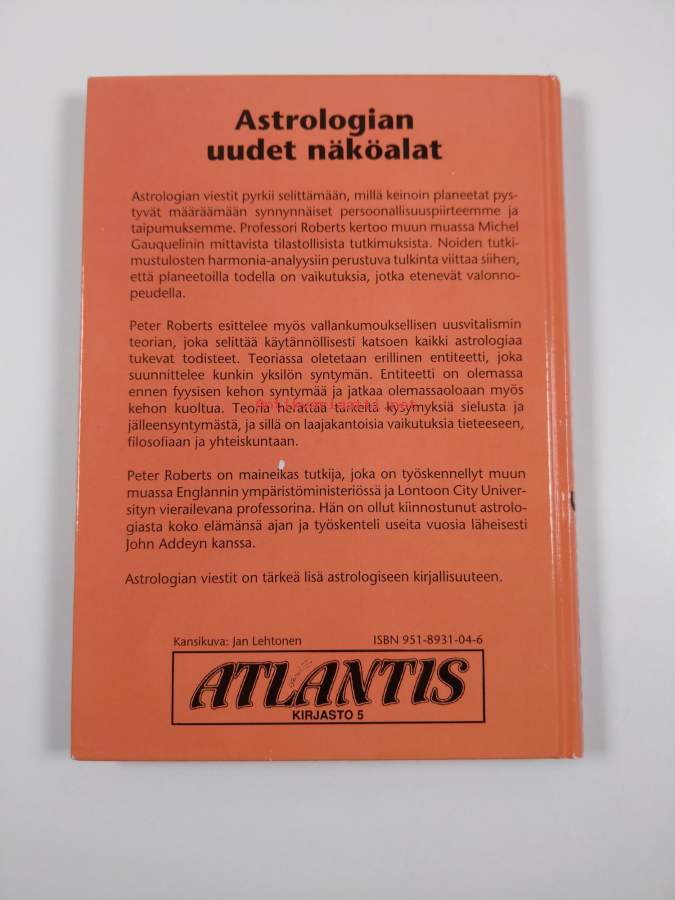 Astrologian
uudet näköalat
Astrologian viestit pyrkii selittämään, millä keinoin planeetat pys-
tyvät määräämään synnynnäiset persoonallisuuspiirteemme ja
taipumuksemme. Professori Roberts kertoo muun muassa Michel
Gauquelinin mittavista tilastollisista tutkimuksista. Noiden tutki-
mustulosten harmonia-analyysiin perustuva tulkinta viittaa siihen,
että planeetoilla todella on vaikutuksia, jotka etenevät valonno-
peudella.
Peter Roberts esittelee myös vallankumouksellisen uusvitalismin
teorian, joka selittää käytännöllisesti katsoen kaikki astrologiaa
tukevat todisteet. Teoriassa oletetaan erillinen entiteetti, joka
suunnittelee kunkin yksilön syntymän. Entiteetti on olemassa
ennen fyysisen kehon syntymää ja jatkaa olemassaoloaan myös
kehon kuoltua. Teoria herättää tärkeitä kysymyksiä sielusta ja
jälleensyntymästä, ja sillä on laajakantoisia vaikutuksia tieteeseen,
filosofiaan ja yhteiskuntaan.
Peter Roberts on maineikas tutkija, joka on työskennellyt muun
muassa Englannin ympäristöministeriössä ja Lontoon City Univer-
sityn vierailevana professorina. Hän on ollut kiinnostunut astrolo-
giasta koko elämänsä ajan ja työskenteli useita vuosia läheisesti
John Addeyn kanssa.
Astrologian viestit on tärkeä lisä astrologiseen kirjallisuuteen.
Kansikuva: Jan Lehtonen ISBN 951-8931-04-6
ATLANTIS
KIRJASTO 5
Antikvariaatti.net